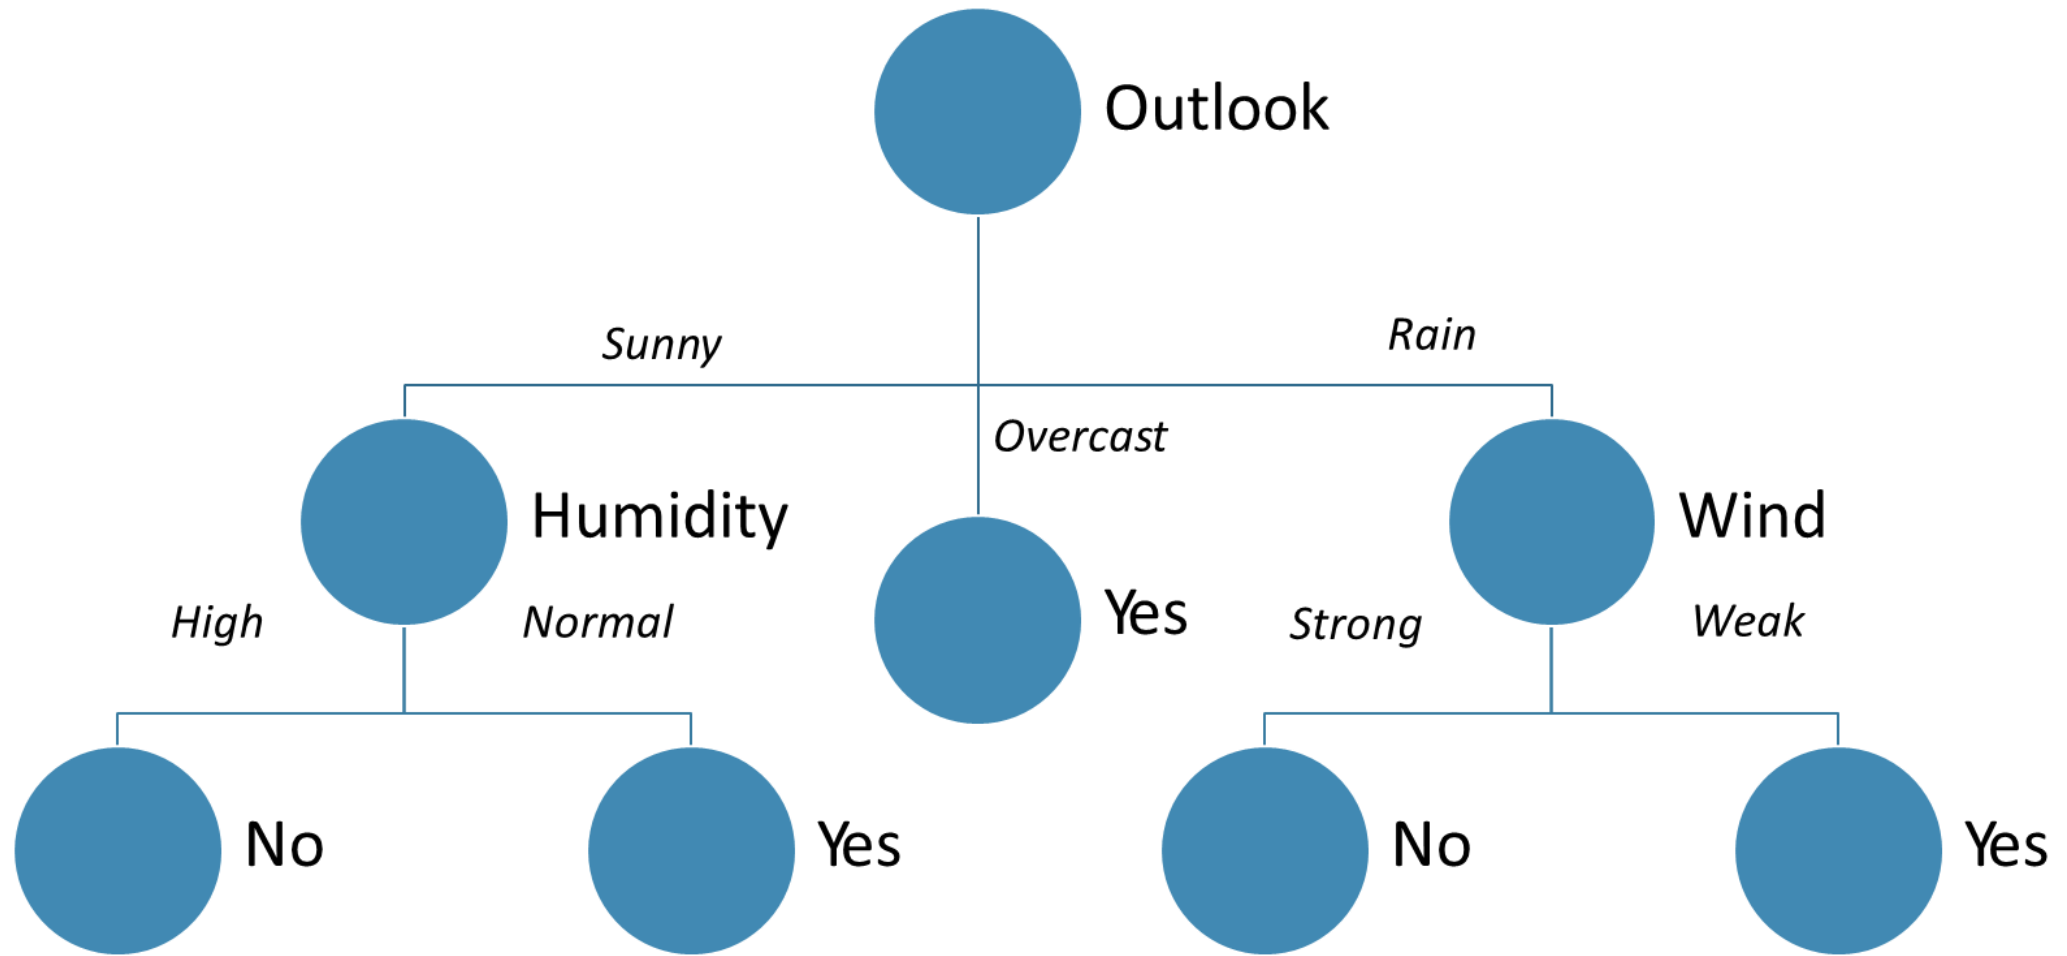 Outlook
Sunny
Rain
Overcast
Humidity
Wind
Yes
High
Normal
Strong
Weak
No
Yes
No
Yes